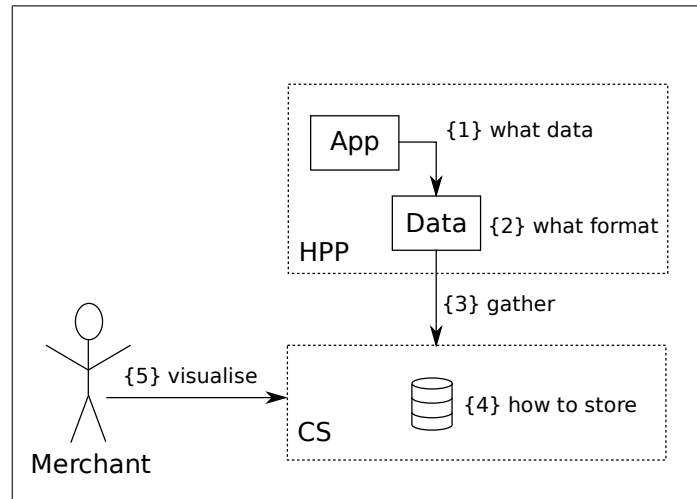 App
{1} what data
Data
{2} what format
HPP
{3} gather
{5} visualise
{4} how to store
CS
Merchant